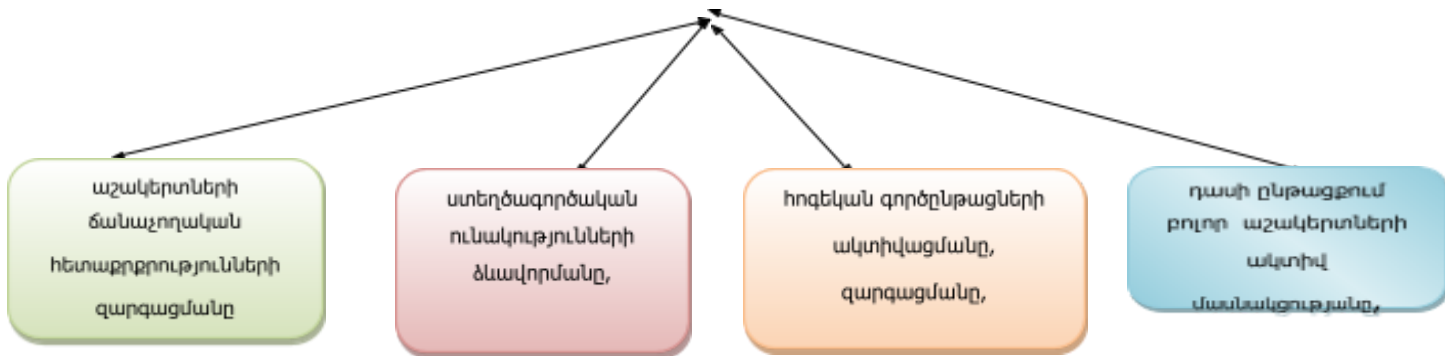 աշակերտների
ճանաչողական
հետաքրքրությունների
զարգացմանը
ստեղծագործական
ունակությունների
ձևավորմանը,
հոգեկան գործընթացների
ակտիվացմանը,
զարգացմանը,
դասի ընթացքում
բոլոր աշակերտների
ակտիվ
մասնակցությանը,